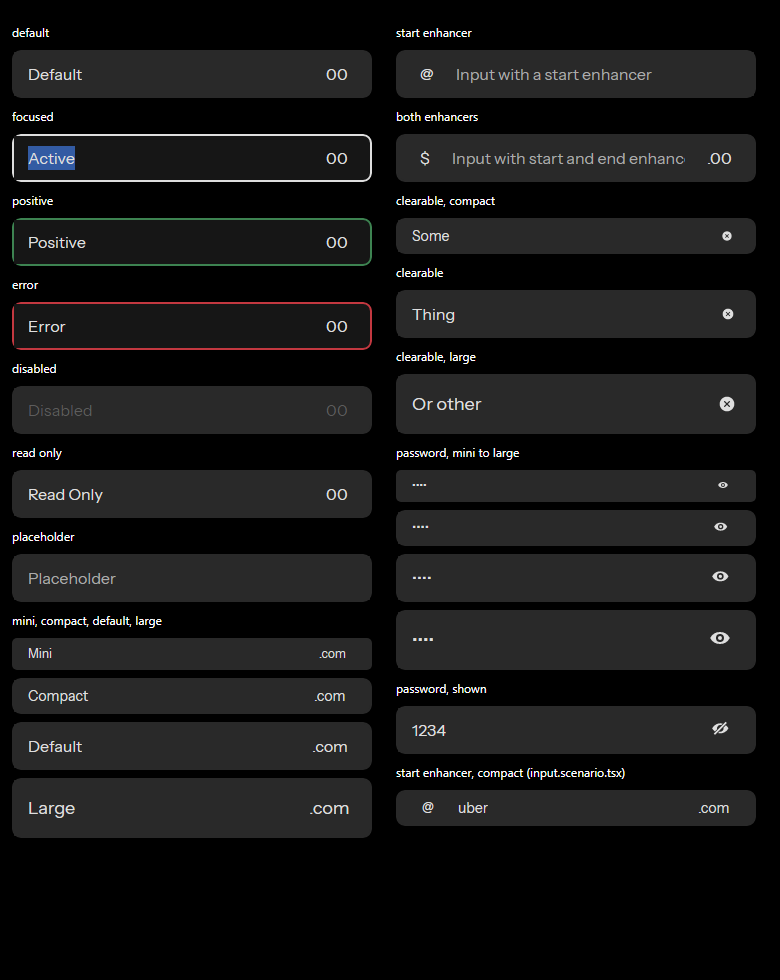 default
Default 00
focused
Active 00
positive
Positive 00
error
Error 00
disabled
Disabled 00
read only
Read Only 00
placeholder
Placeholder
mini, compact, default, large
Mini .com
Compact .com
Default .com
Large .com
start enhancer
@ Input with a start enhancer
both enhancers
$ Input with start and end enhanc .00
clearable, compact
Some
clearable
Thing
clearable, large
Or other
password, mini to large
••••
••••
••••
••••
password, shown
1234
start enhancer, compact (input.scenario.tsx)
@ uber .com